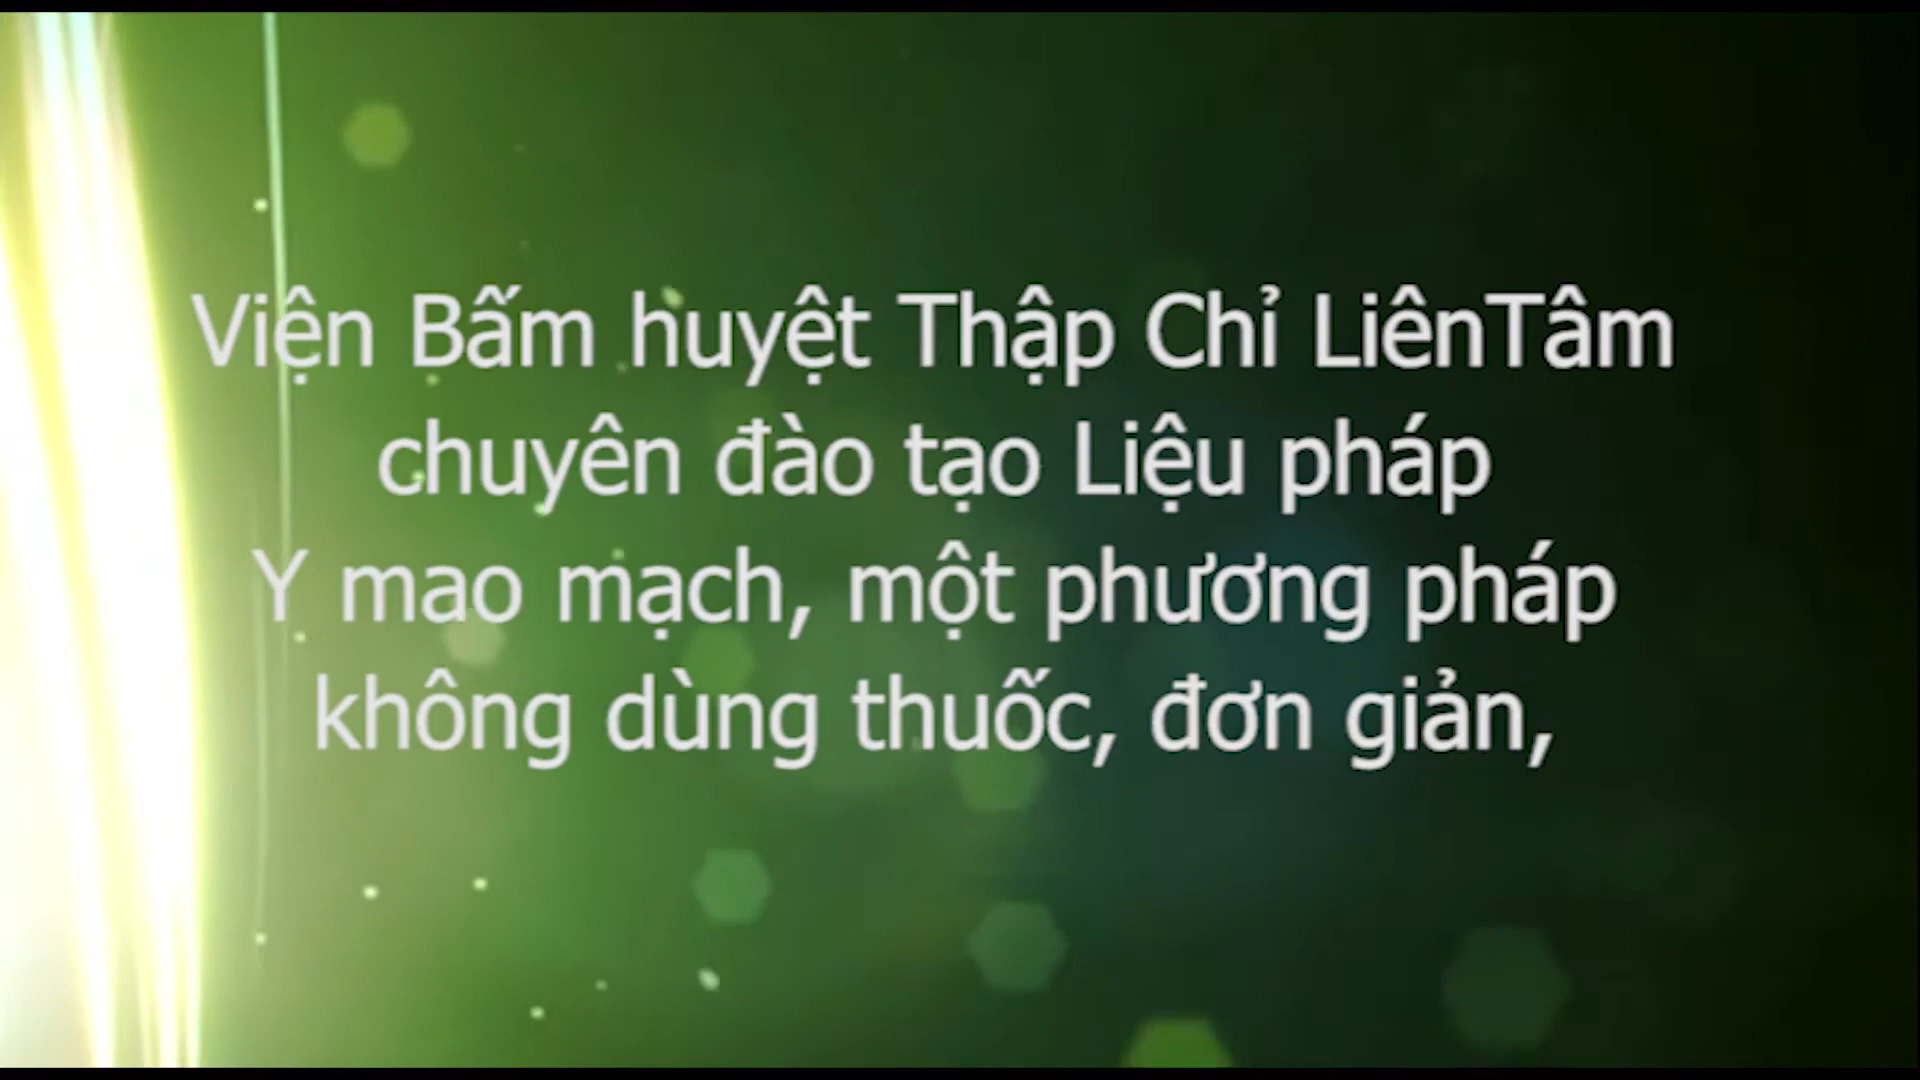 Viện Bấm huyệt Thập Chỉ LiênTâm
chuyên đào tạo Liệu pháp
Y mao mạch, một phương pháp
không dùng thuốc, đơn giản,